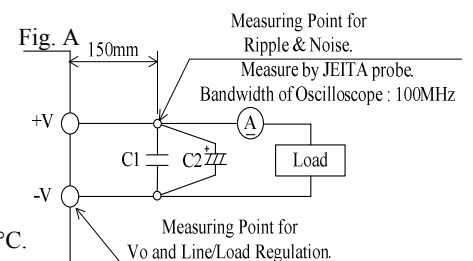 Fig. A
150mm
Measuring Point for
Ripple & Noise.
Measure by JEITA probe.
Bandwidth of Oscilloscope : 100MHz
+V
A
C1
+
C2
Load
-V
°C.
Measuring Point for
Vo and Line/Load Regulation.